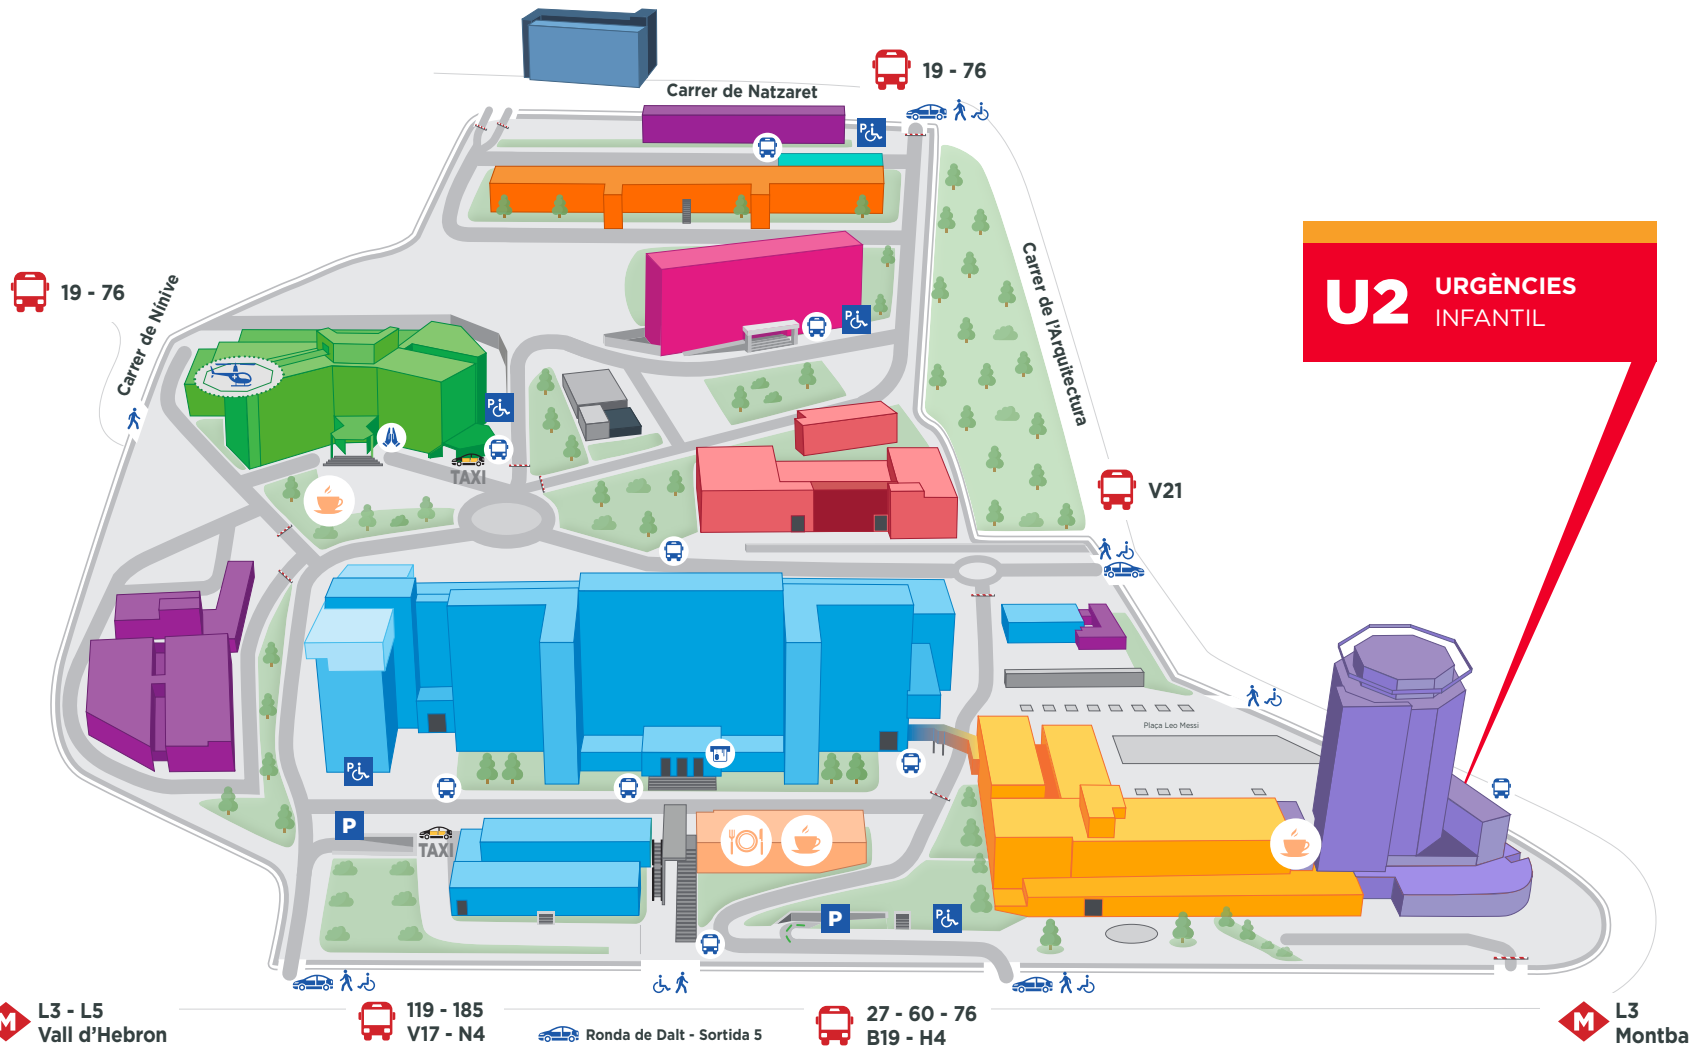 Carrer de Natzaret
19 - 76
P
19 - 76
Carrer de Nínive
Carrer de l'Arquitectura
U2 URGÈNCIES
INFANTIL
P
P
TAXI
V21
Plaça Leo Messi
P
P
TAXI
P
P
M L3 - L5
Vall d'Hebron
119 - 185
V17 - N4
Ronda de Dalt - Sortida 5
27 - 60 - 76
B19 - H4
M L3
Montba